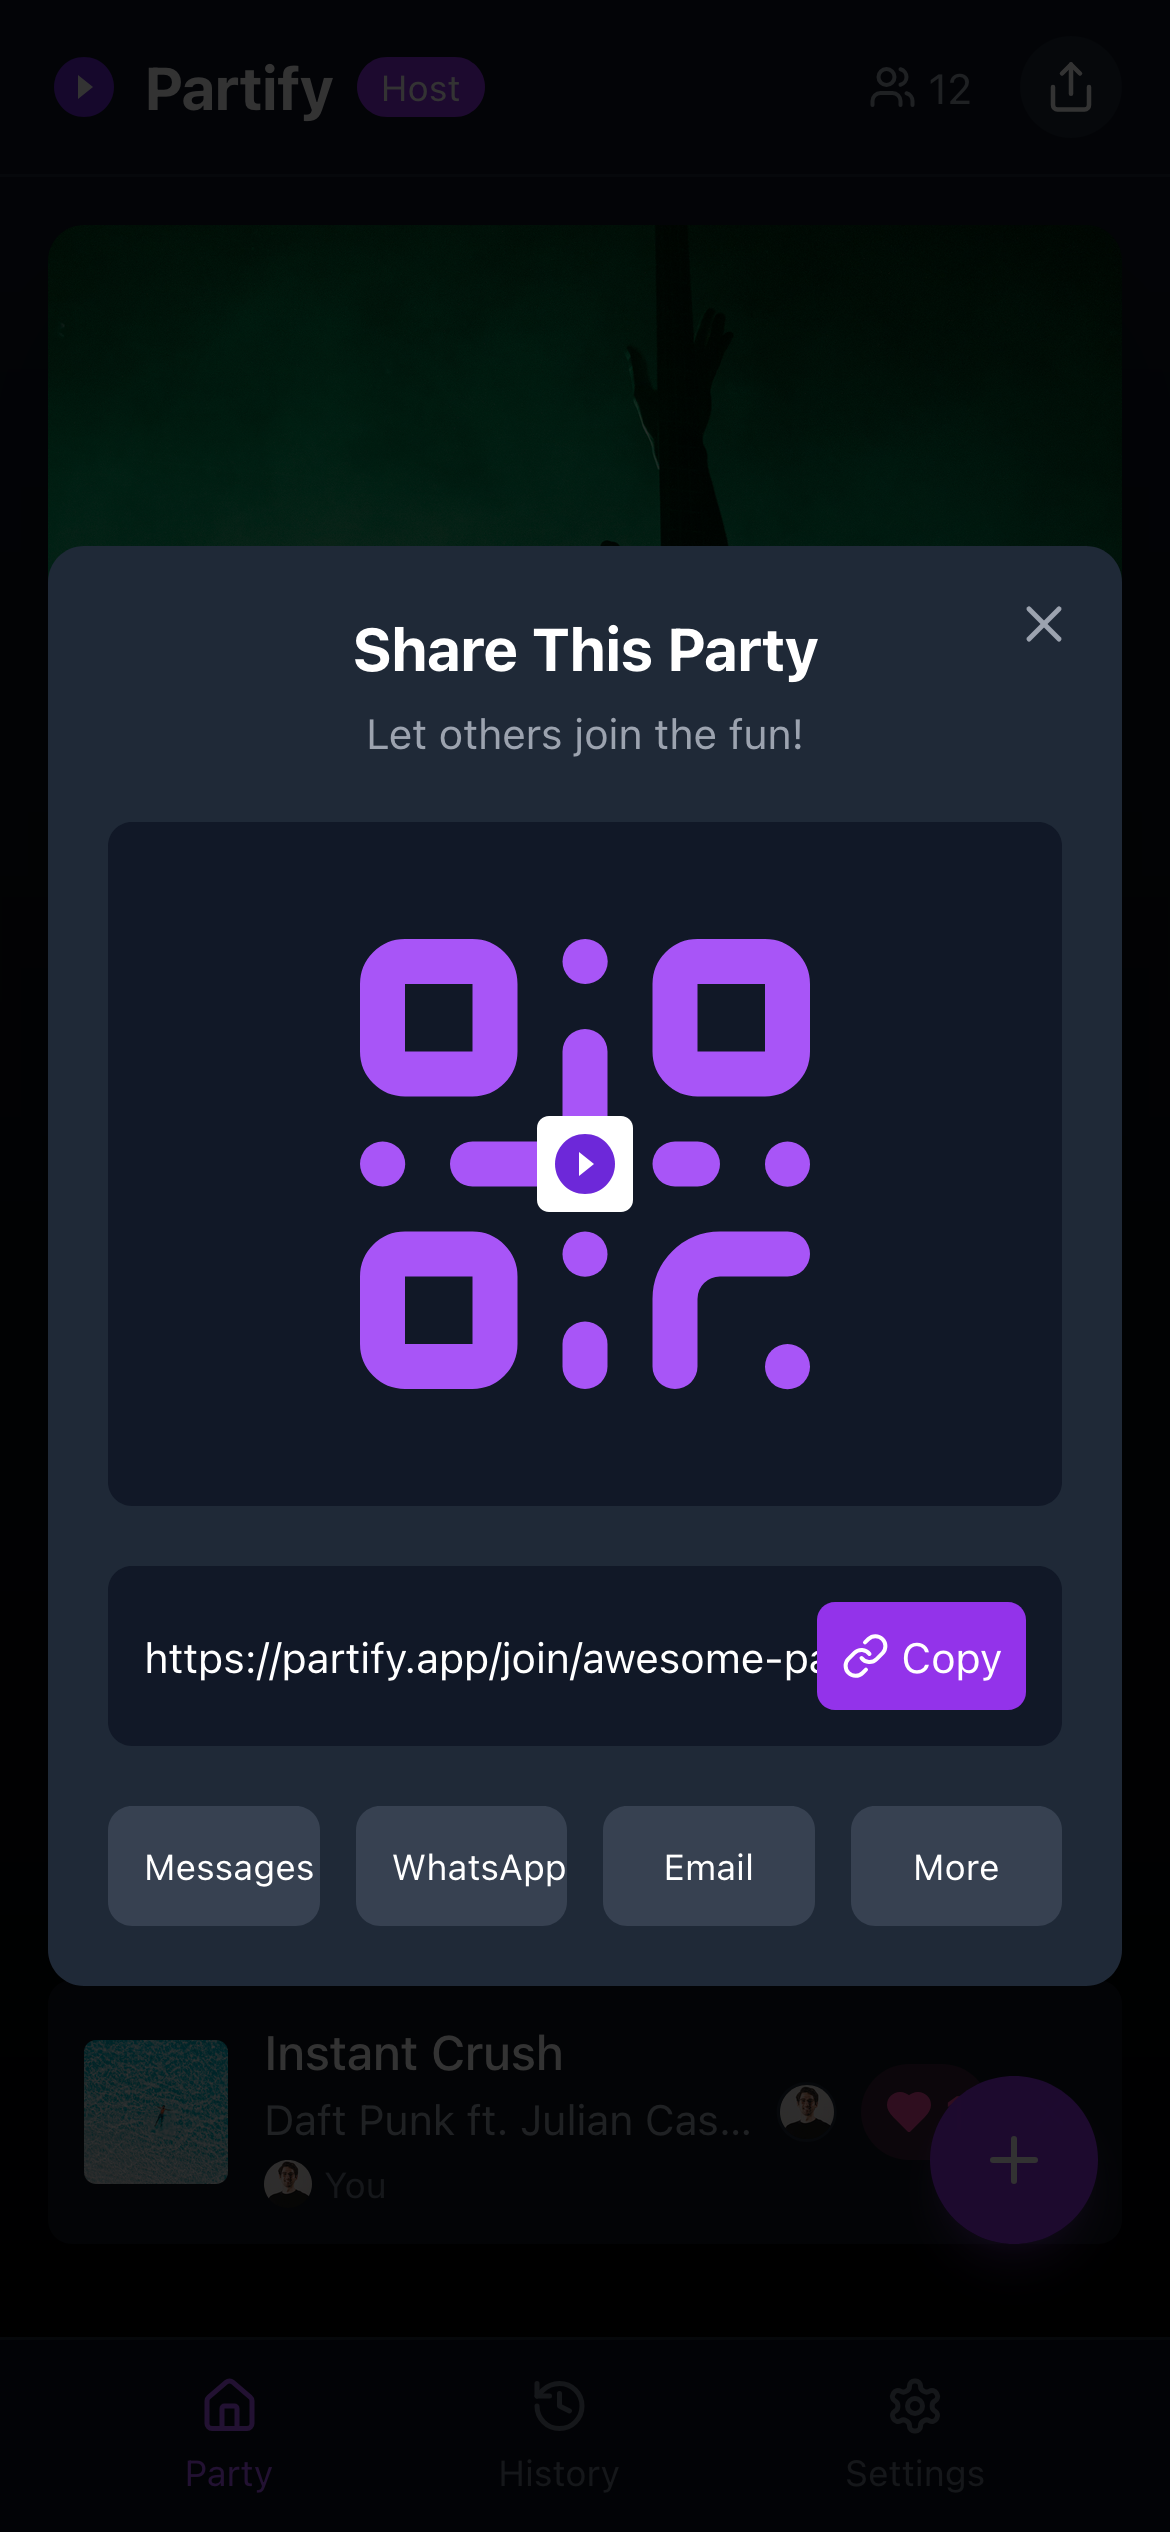 Partify Host 12
Share This Party
Let others join the fun!
https://partify.app/join/awesome-pa
Copy
Messages
WhatsApp
Email
More
Instant Crush
Daft Punk ft. Julian Cas...
You
Party
History
Settings